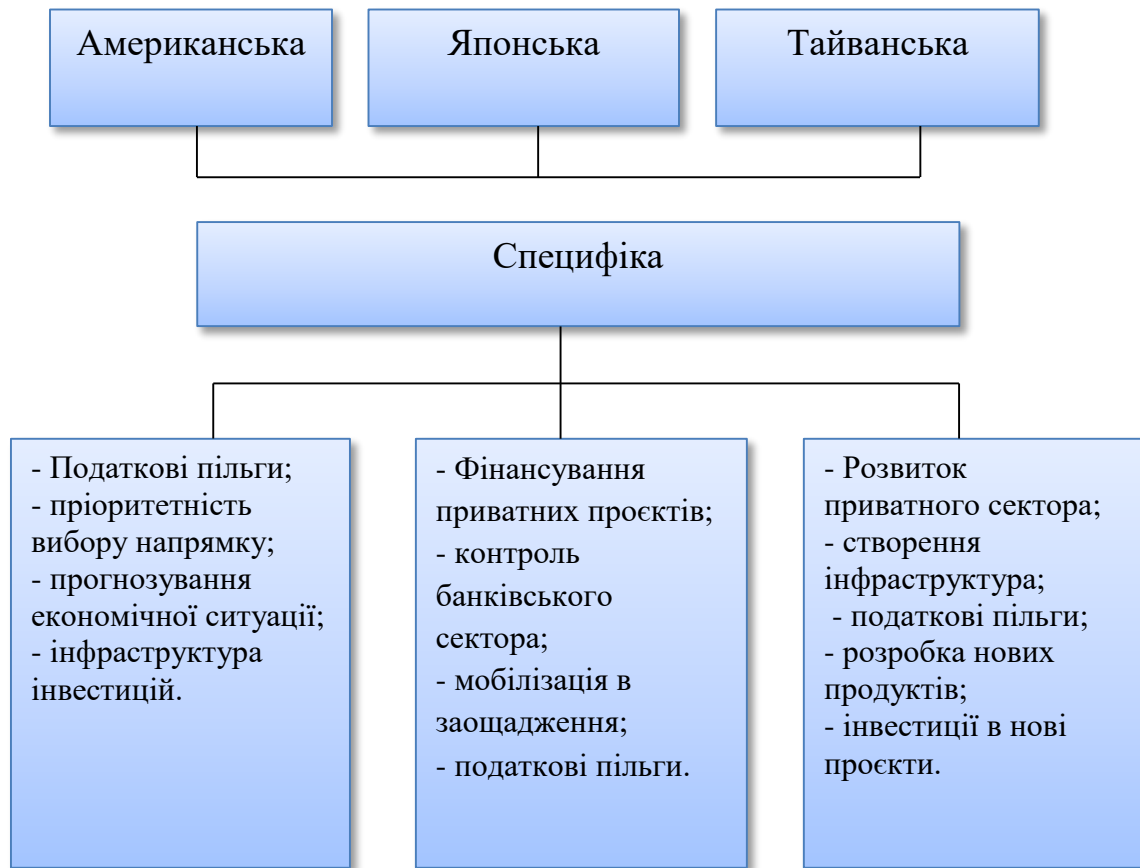 Американська
Японська
Тайванська
Специфіка
- Податкові пільги;
- пріоритетність
вибору напрямку;
- прогнозування
економічної ситуації;
- інфраструктура
інвестицій.
- Фінансування
приватних проєктів;
- контроль
банківського
сектора;
- мобілізація в
заощадження;
- податкові пільги.
- Розвиток
приватного сектора;
- створення
інфраструктура;
- податкові пільги;
- розробка нових
продуктів;
- інвестиції в нові
проєкти.